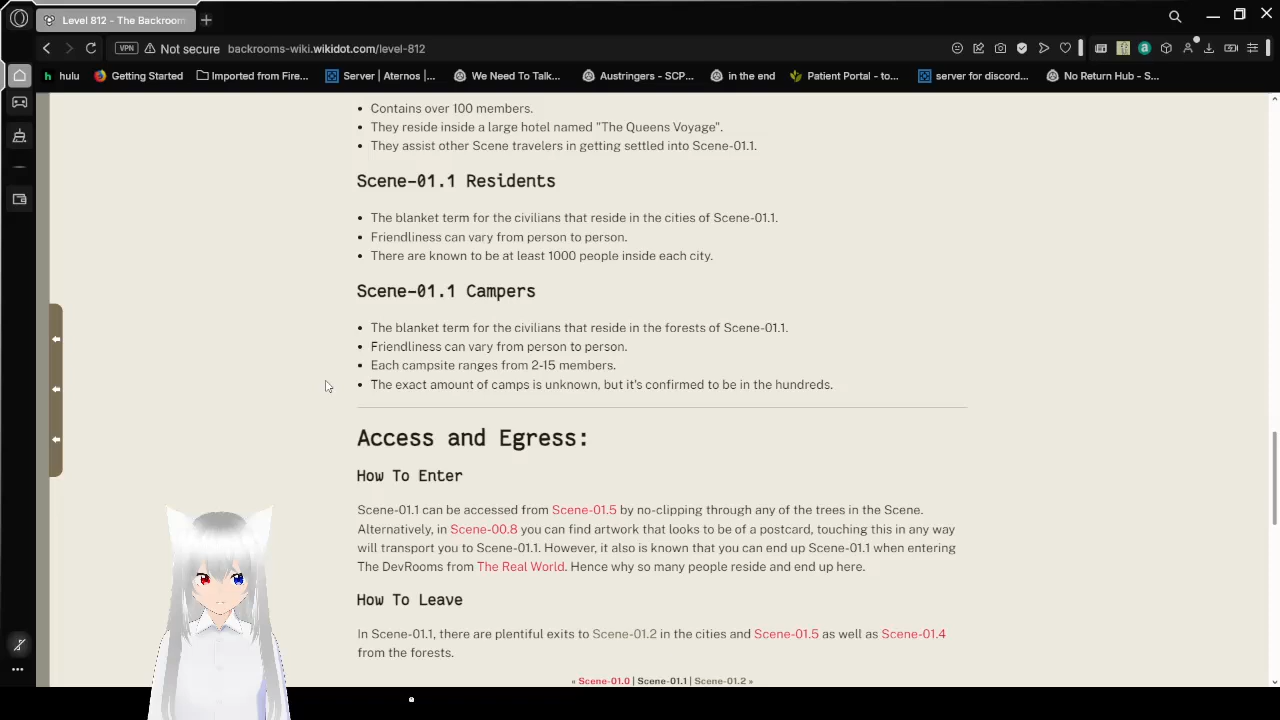 Level 812 - The Backroom
VPN Not secure backrooms-wiki.wikidot.com/level-812
hulu Getting Started Imported from Fire... Server | Aternos |... We Need To Talk... Austringers - SCP... in the end Patient Portal - to... server for discord... No Return Hub - S...
• Contains over 100 members.
• They reside inside a large hotel named "The Queens Voyage".
• They assist other Scene travelers in getting settled into Scene-01.1.
Scene-01.1 Residents
• The blanket term for the civilians that reside in the cities of Scene-01.1.
• Friendliness can vary from person to person.
• There are known to be at least 1000 people inside each city.
Scene-01.1 Campers
• The blanket term for the civilians that reside in the forests of Scene-01.1.
• Friendliness can vary from person to person.
• Each campsite ranges from 2-15 members.
• The exact amount of camps is unknown, but it's confirmed to be in the hundreds.
Access and Egress:
How To Enter
Scene-01.1 can be accessed from Scene-01.5 by no-clipping through any of the trees in the Scene.
Alternatively, in Scene-00.8 you can find artwork that looks to be of a postcard, touching this in any way
will transport you to Scene-01.1. However, it also is known that you can end up Scene-01.1 when entering
The DevRooms from The Real World. Hence why so many people reside and end up here.
How To Leave
In Scene-01.1, there are plentiful exits to Scene-01.2 in the cities and Scene-01.5 as well as Scene-01.4
from the forests.
« Scene-01.0 | Scene-01.1 | Scene-01.2 »